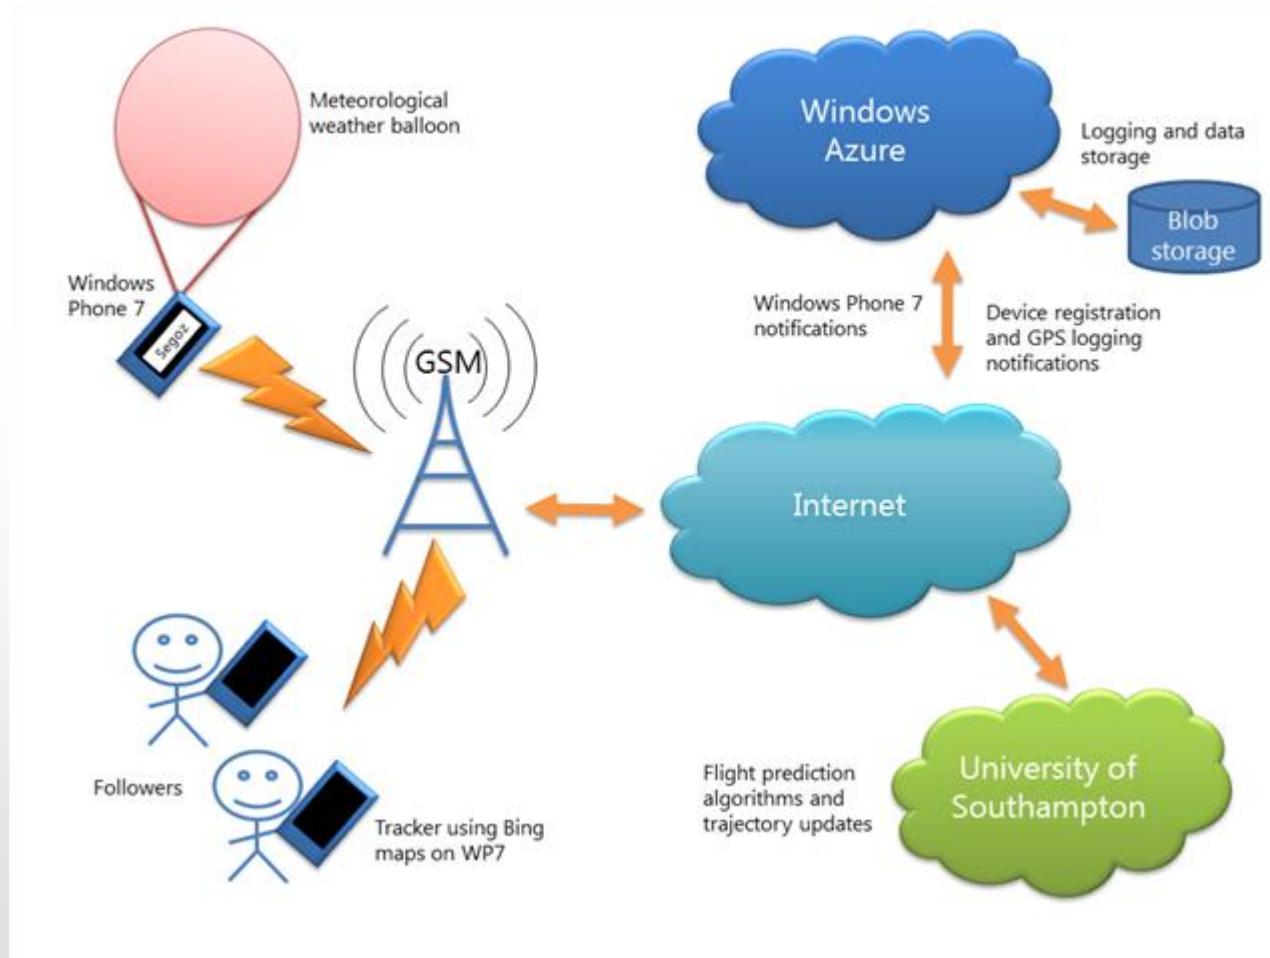 Meteorological
weather balloon
Windows
Phone 7
Segoz
GSM
Windows
Azure
Logging and data
storage
Blob
storage
Windows Phone 7
notifications
Device registration
and GPS logging
notifications
Internet
Followers
Tracker using Bing
maps on WP7
Flight prediction
algorithms and
trajectory updates
University of
Southampton